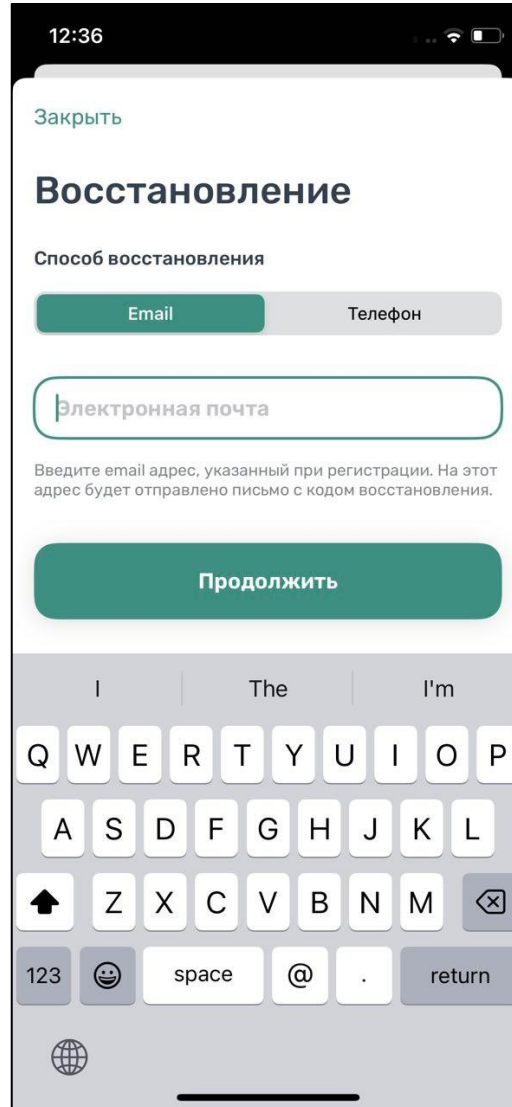 12:36
Закрыть
Восстановление
Способ восстановления
Email Телефон
Электронная почта
Введите email адрес, указанный при регистрации. На этот
адрес будет отправлено письмо с кодом восстановления.
Продолжить
I The I'm
Q W E R T Y U I O P
A S D F G H J K L
Z X C V B N M
123 space @ . return